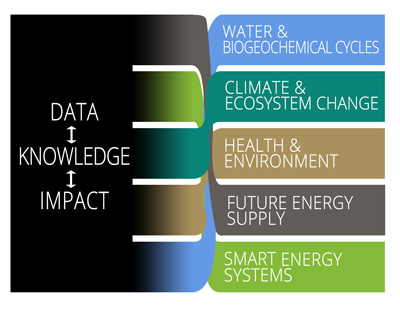 DATA
KNOWLEDGE
IMPACT
WATER &
BIOGEOCHEMICAL CYCLES
CLIMATE &
ECOSYSTEM CHANGE
HEALTH &
ENVIRONMENT
FUTURE ENERGY
SUPPLY
SMART ENERGY
SYSTEMS